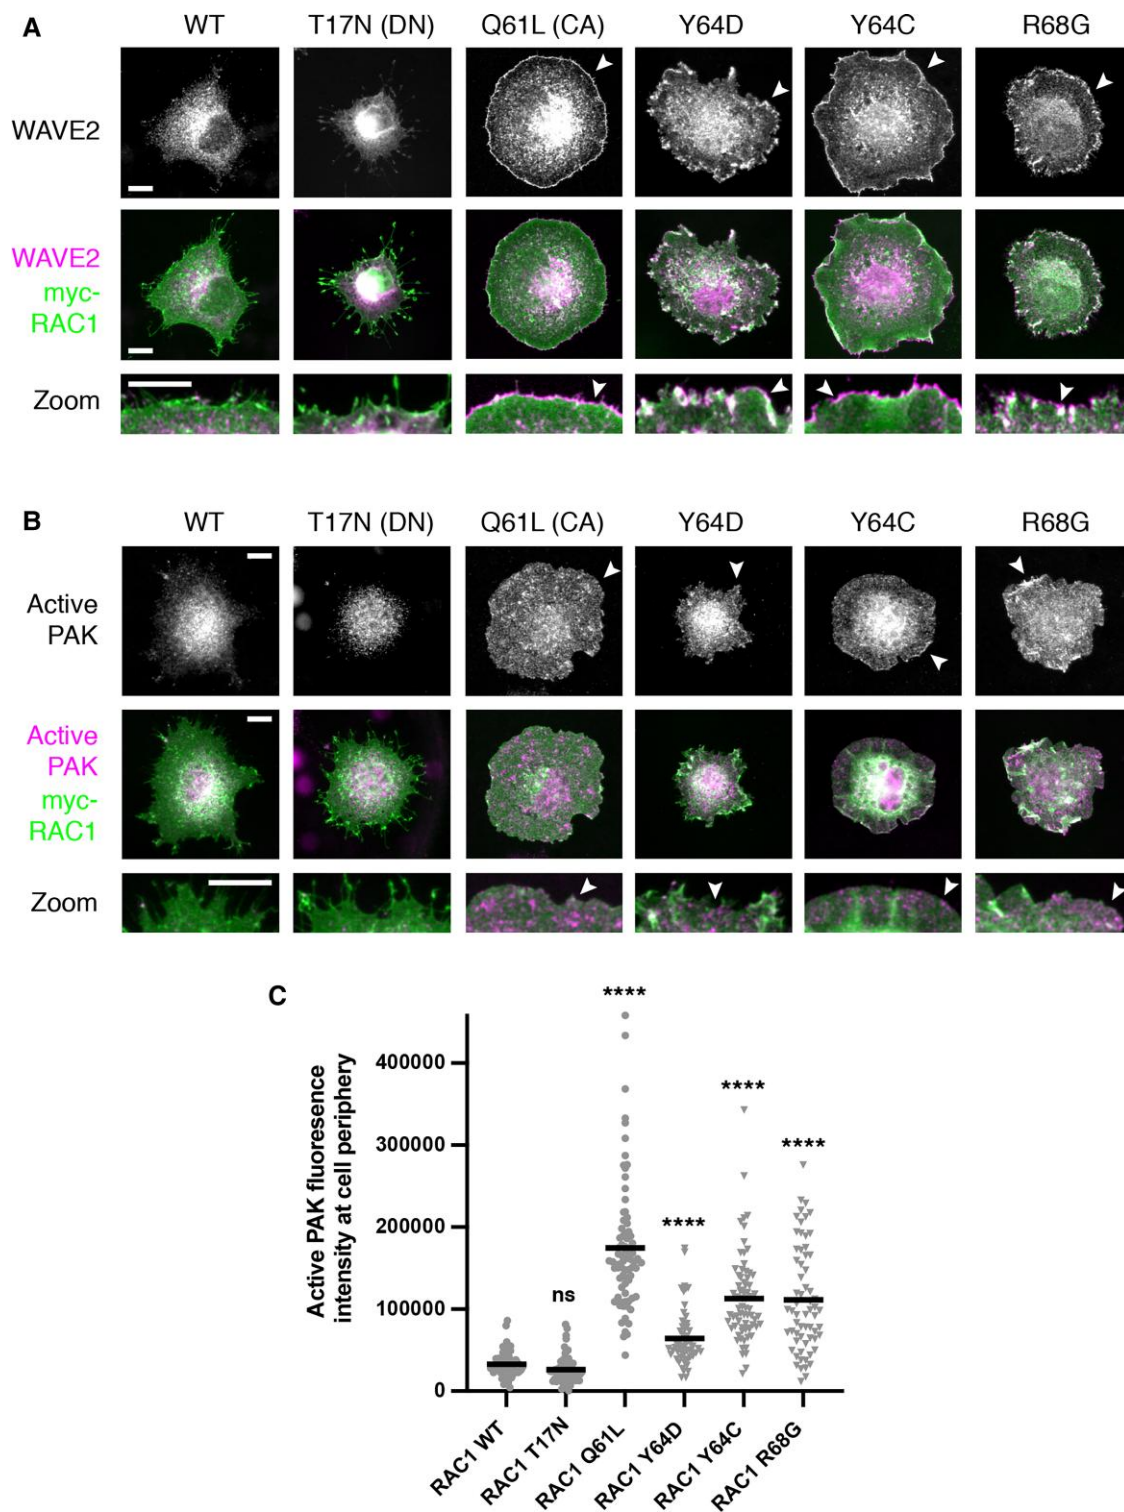 A
WT T17N (DN) Q61L (CA) Y64D Y64C R68G
WAVE2
WAVE2
myc-
RAC1
Zoom
B
WT T17N (DN) Q61L (CA) Y64D Y64C R68G
Active
PAK
Active
PAK
myc-
RAC1
Zoom
C
Active PAK fluoresence
intensity at cell periphery
400000
300000
200000
100000
0
ns
****
****
****
****
RAC1 WT
RAC1 T17N
RAC1 Q61L
RAC1 Y64D
RAC1 Y64C
RAC1 R68G